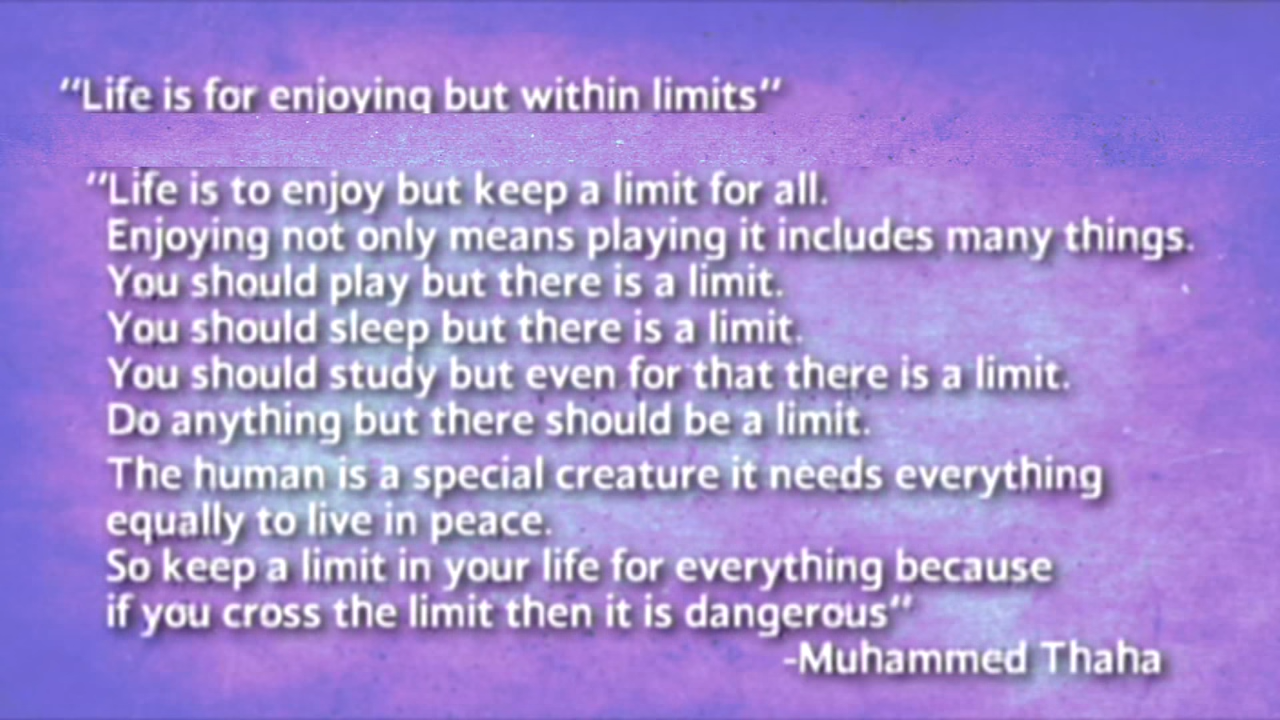 “Life is for enjoying but within limits“
“Life is to enjoy but keep a limit for all.
Enjoying not only means playing it includes many things.
You should play but there is a limit.
You should sleep but there is a limit.
You should study but even for that there is a limit.
Do anything but there should be a limit.
The human is a special creature it needs everything
equally to live in peace.
So keep a limit in your life for everything because
if you cross the limit then it is dangerous“
-Muhammed Thaha